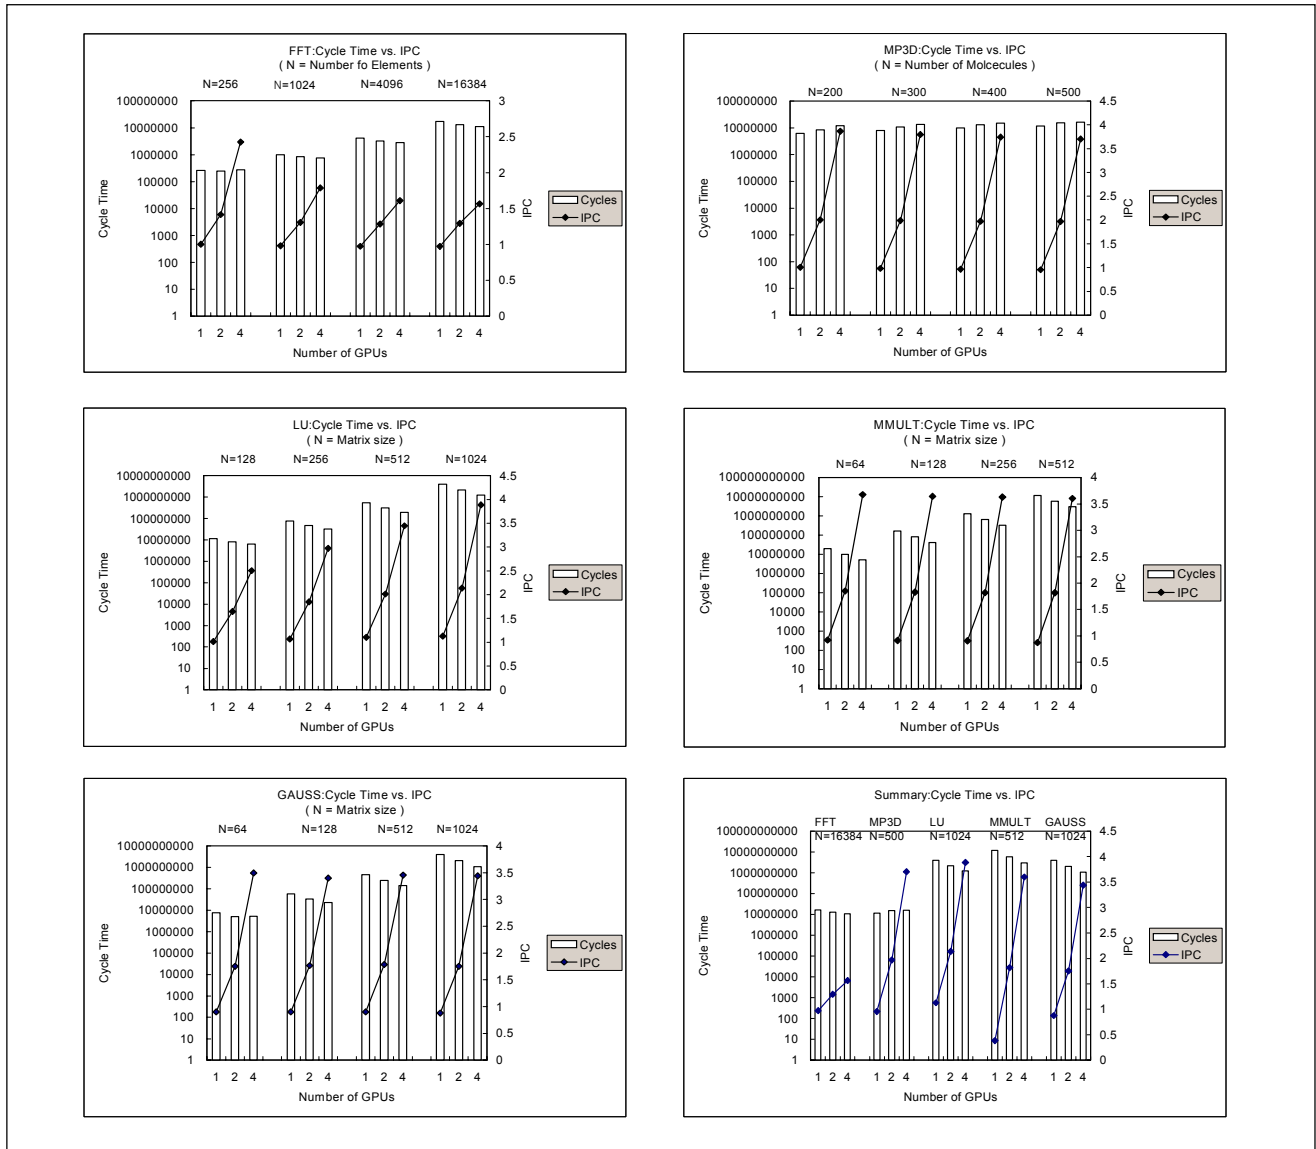 FFT:Cycle Time vs. IPC
( N = Number fo Elements )
N=256 N=1024 N=4096 N=16384
100000000
10000000
1000000
100000
10000
1000
100
10
1
3
2.5
2
1.5
1
0.5
0
Cycle Time
IPC
Cycles
IPC
1 2 4 1 2 4 1 2 4 1 2 4
Number of GPUs
MP3D:Cycle Time vs. IPC
( N = Number of Molcecules )
N=200 N=300 N=400 N=500
100000000
10000000
1000000
100000
10000
1000
100
10
1
4.5
4
3.5
3
2.5
2
1.5
1
0.5
0
Cycle Time
IPC
Cycles
IPC
1 2 4 1 2 4 1 2 4 1 2 4
Number of GPUs
LU:Cycle Time vs. IPC
( N = Matrix size )
N=128 N=256 N=512 N=1024
10000000000
1000000000
100000000
10000000
1000000
100000
10000
1000
100
10
1
4.5
4
3.5
3
2.5
2
1.5
1
0.5
0
Cycle Time
IPC
Cycles
IPC
1 2 4 1 2 4 1 2 4 1 2 4
Number of GPUs
MMULT:Cycle Time vs. IPC
( N = Matrix size )
N=64 N=128 N=256 N=512
100000000000
10000000000
1000000000
100000000
10000000
1000000
100000
10000
1000
100
10
1
4
3.5
3
2.5
2
1.5
1
0.5
0
Cycle Time
IPC
Cycles
IPC
1 2 4 1 2 4 1 2 4 1 2 4
Number of GPUs
GAUSS:Cycle Time vs. IPC
( N = Matrix size )
N=64 N=128 N=512 N=1024
10000000000
1000000000
100000000
10000000
1000000
100000
10000
1000
100
10
1
4
3.5
3
2.5
2
1.5
1
0.5
0
Cycle Time
IPC
Cycles
IPC
1 2 4 1 2 4 1 2 4 1 2 4
Number of GPUs
Summary:Cycle Time vs. IPC
FFT MP3D LU MMULT GAUSS
N=16384 N=500 N=1024 N=512 N=1024
100000000000
10000000000
1000000000
100000000
10000000
1000000
100000
10000
1000
100
10
1
4.5
4
3.5
3
2.5
2
1.5
1
0.5
0
Cycle Time
IPC
Cycles
IPC
1 2 4 1 2 4 1 2 4 1 2 4 1 2 4
Number of GPUs